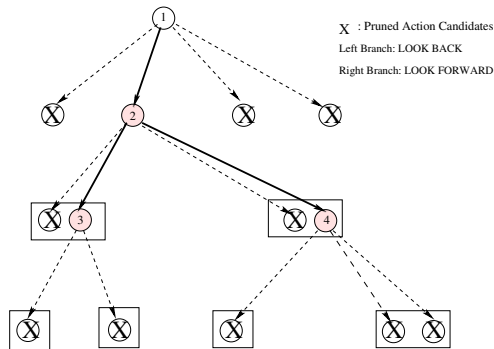 1
X : Pruned Action Candidates
Left Branch: LOOK BACK
Right Branch: LOOK FORWARD
X 2 X X
X 3 X 4
X X X X X